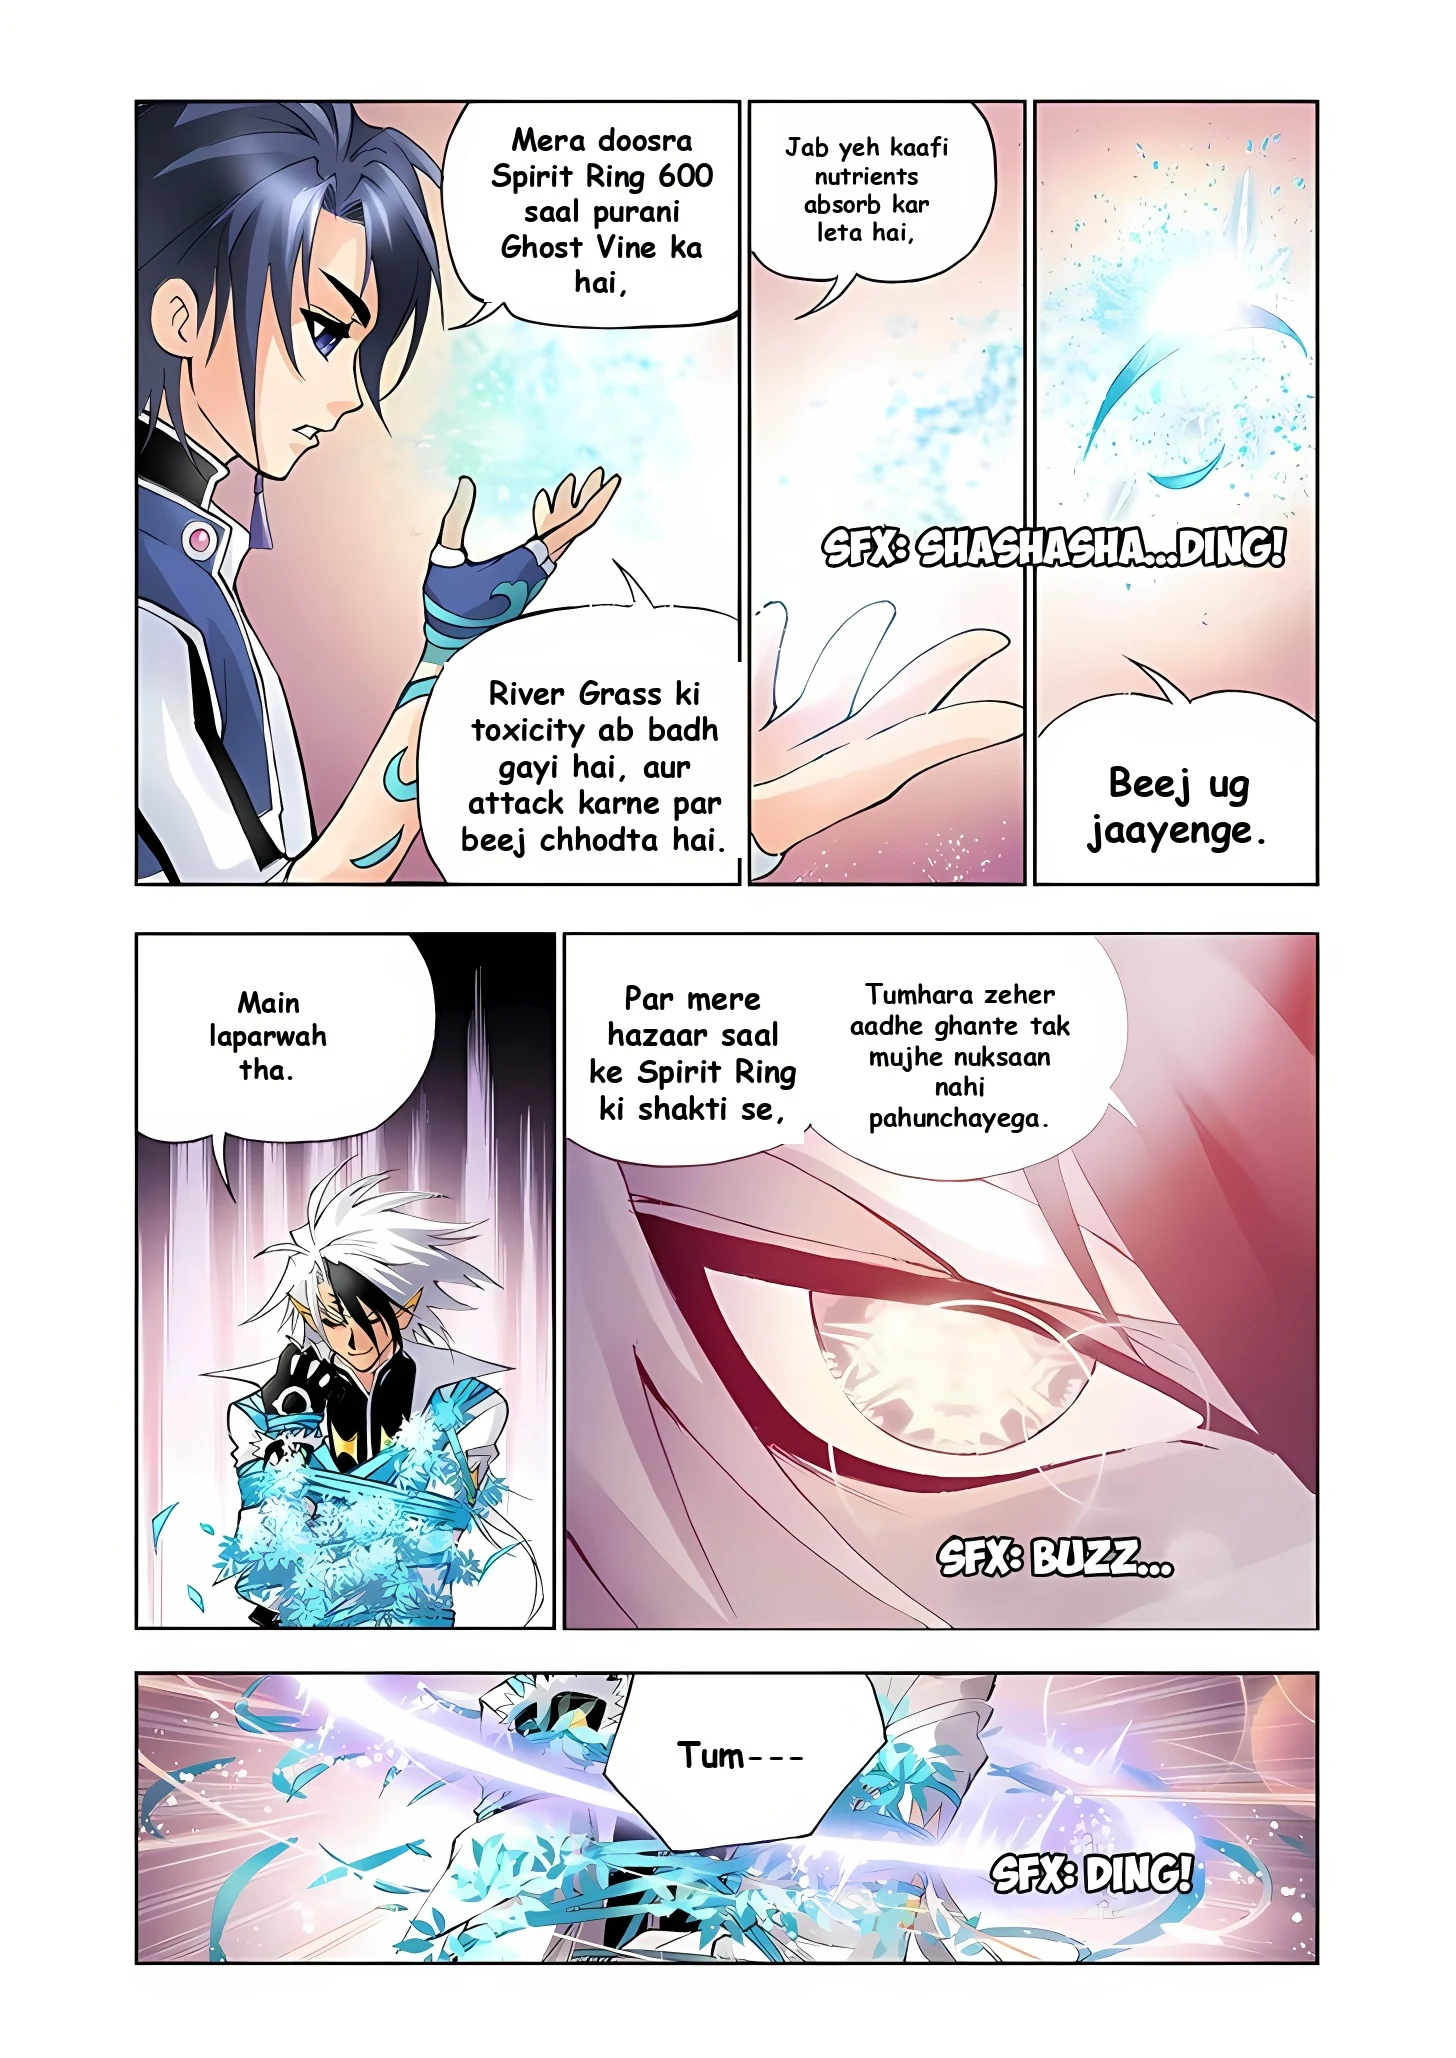 Mera doosra
Spirit Ring 600
saal purani
Ghost Vine ka
hai,
River Grass ki
toxicity ab badh
gayi hai, aur
attack karne par
beej chhodta hai.
Jab yeh kaafi
nutrients
absorb kar
leta hai,
SFX: SHASHASHA...DING!
Beej ug
jaayenge.
Main
laparwah
tha.
Par mere
hazaar saal
ke Spirit Ring
ki shakti se,
Tumhara zeher
aadhe ghante tak
mujhe nuksaan
nahi
pahunchayega.
SFX: BUZZ...
Tum---
SFX: DING!